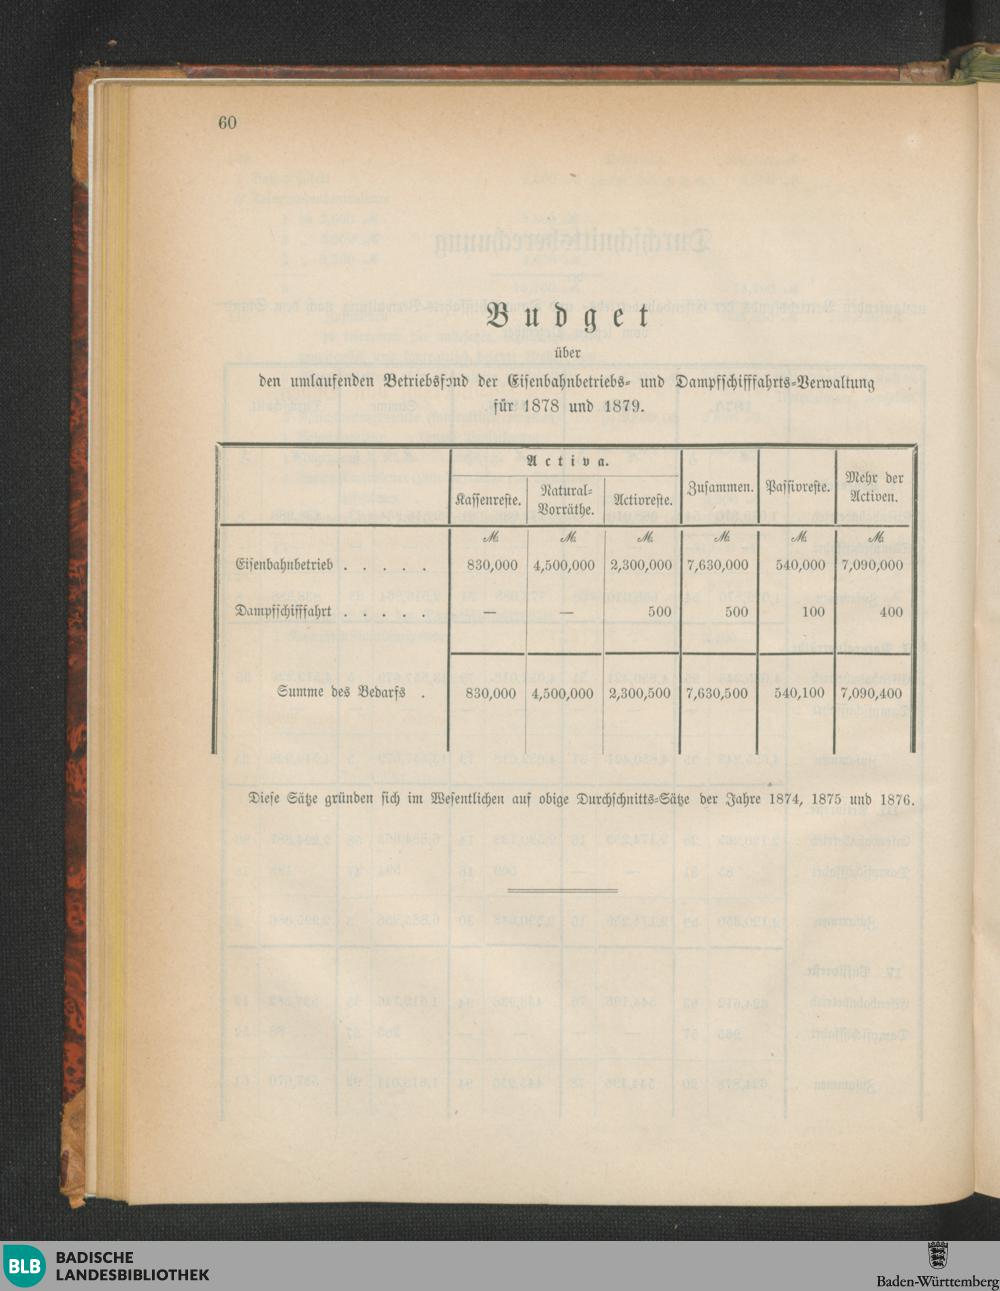 60
Budget
über
den umlaufenden Betriebsfond der Eisenbahnbetriebs- und Dampfschifffahrts-Verwaltung
für 1878 und 1879.
Activa. Zusammen. Passivreste. Mehr der Activen.
Kassenreste. Natural-Vorräthe. Activreste.
M. M. M. M. M. M.
Eisenbahnbetrieb . . . . . 830,000 4,500,000 2,300,000 7,630,000 540,000 7,090,000
Dampfschifffahrt . . . . . — — 500 500 100 400
Summe des Bedarfs . 830,000 4,500,000 2,300,500 7,630,500 540,100 7,090,400
Diese Sätze gründen sich im Wesentlichen auf obige Durchschnitts-Sätze der Jahre 1874, 1875 und 1876.
BLB BADISCHE
LANDESBIBLIOTHEK
Baden-Württemberg